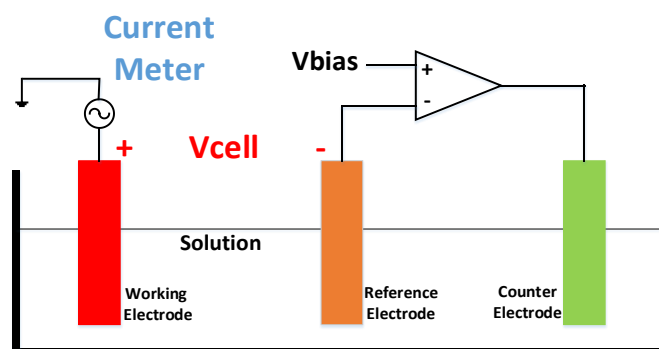 Current
Meter
Vbias
+
-
+
Vcell
-
Solution
Working
Electrode
Reference
Electrode
Counter
Electrode